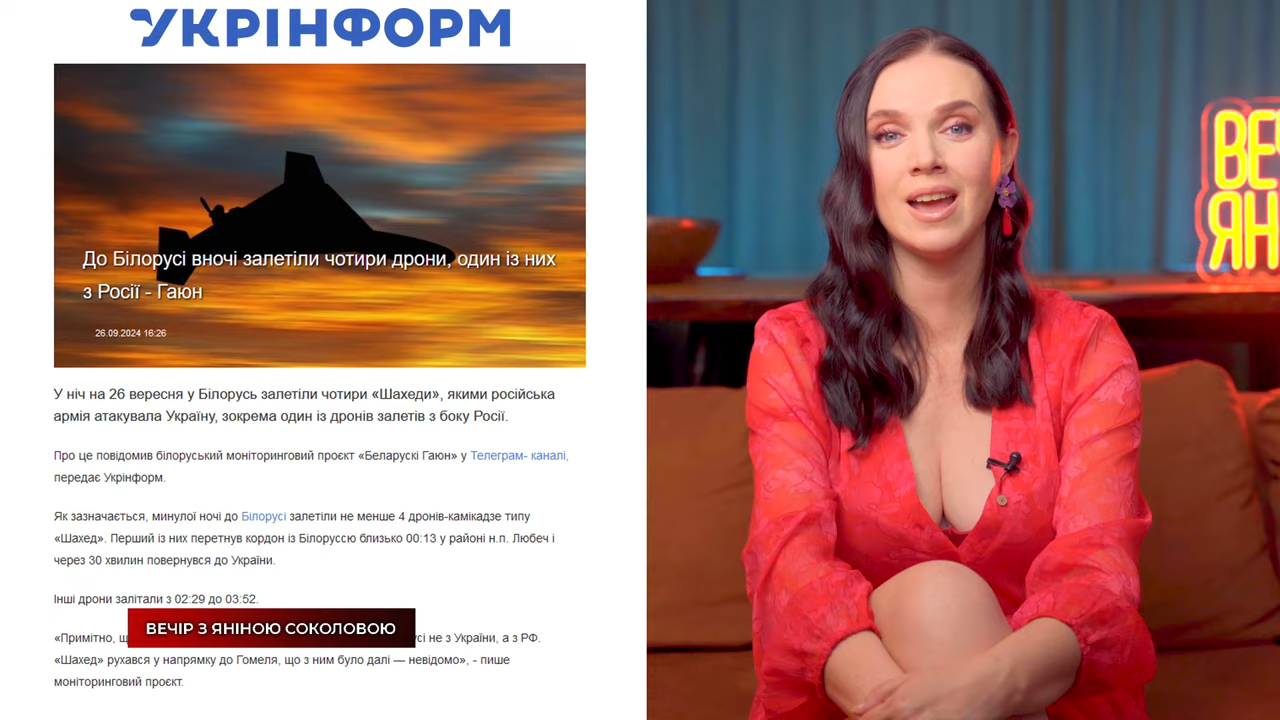 УКРІНФОРМ
До Білорусі вночі залетіли чотири дрони, один із них
з Росії - Гаюн
26.09.2024 16:26
У ніч на 26 вересня у Білорусь залетіли чотири «Шахеди», якими російська
армія атакувала Україну, зокрема один із дронів залетів з боку Росії.
Про це повідомив білоруський моніторинговий проєкт «Беларускі Гаюн» у Телеграм- каналі,
передає Укрінформ.
Як зазначається, минулої ночі до Білорусі залетіли не менше 4 дронів-камікадзе типу
«Шахед». Перший із них перетнув кордон із Білоруссю близько 00:13 у районі н.п. Любеч і
через 30 хвилин повернувся до України.
Інші дрони залітали з 02:29 до 03:52.
«Примітно, не з України, а з РФ.
ВЕЧІР З ЯНІНОЮ СОКОЛОВОЮ
«Шахед» рухався у напрямку до Гомеля, що з ним було далі — невідомо», - пише
моніторинговий проєкт.
ВЕЧ
ЯН